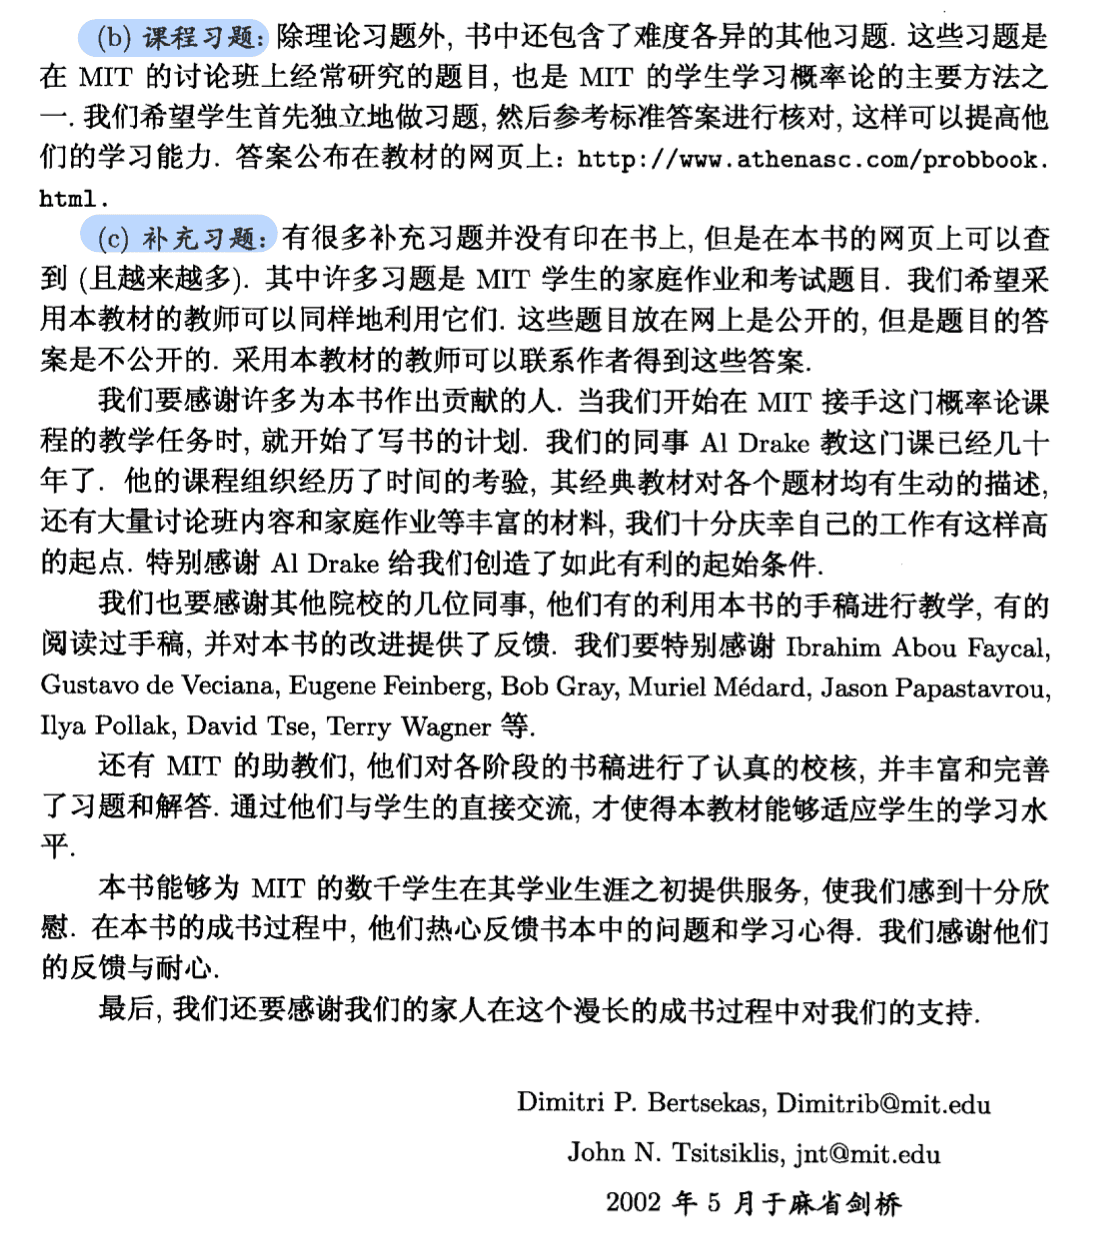 (b) 课程习题: 除理论习题外, 书中还包含了难度各异的其他习题. 这些习题是
在 MIT 的讨论班上经常研究的题目, 也是 MIT 的学生学习概率论的主要方法之
一. 我们希望学生首先独立地做习题, 然后参考标准答案进行核对, 这样可以提高他
们的学习能力. 答案公布在教材的网页上: http://www.athenasc.com/probbook.
html.
(c) 补充习题: 有很多补充习题并没有印在书上, 但是在本书的网页上可以查
到 (且越来越多). 其中许多习题是 MIT 学生的家庭作业和考试题目. 我们希望采
用本教材的教师可以同样地利用它们. 这些题目放在网上是公开的, 但是题目的答
案是不公开的. 采用本教材的教师可以联系作者得到这些答案.
我们要感谢许多为本书作出贡献的人. 当我们开始在 MIT 接手这门概率论课
程的教学任务时, 就开始了写书的计划. 我们的同事 Al Drake 教这门课已经几十
年了. 他的课程组织经历了时间的考验, 其经典教材对各个题材均有生动的描述,
还有大量讨论班内容和家庭作业等丰富的材料, 我们十分庆幸自己的工作有这样高
的起点. 特别感谢 Al Drake 给我们创造了如此有利的起始条件.
我们也要感谢其他院校的几位同事, 他们有的利用本书的手稿进行教学, 有的
阅读过手稿, 并对本书的改进提供了反馈. 我们要特别感谢 Ibrahim Abou Faycal,
Gustavo de Veciana, Eugene Feinberg, Bob Gray, Muriel Médard, Jason Papastavrou,
Ilya Pollak, David Tse, Terry Wagner 等.
还有 MIT 的助教们, 他们对各阶段的书稿进行了认真的校核, 并丰富和完善
了习题和解答. 通过他们与学生的直接交流, 才使得本教材能够适应学生的学习水
平.
本书能够为 MIT 的数千学生在其学业生涯之初提供服务, 使我们感到十分欣
慰. 在本书的成书过程中, 他们热心反馈书本中的问题和学习心得. 我们感谢他们
的反馈与耐心.
最后, 我们还要感谢我们的家人在这个漫长的成书过程中对我们的支持.
Dimitri P. Bertsekas, Dimitrib@mit.edu
John N. Tsitsiklis, jnt@mit.edu
2002 年 5 月于麻省剑桥